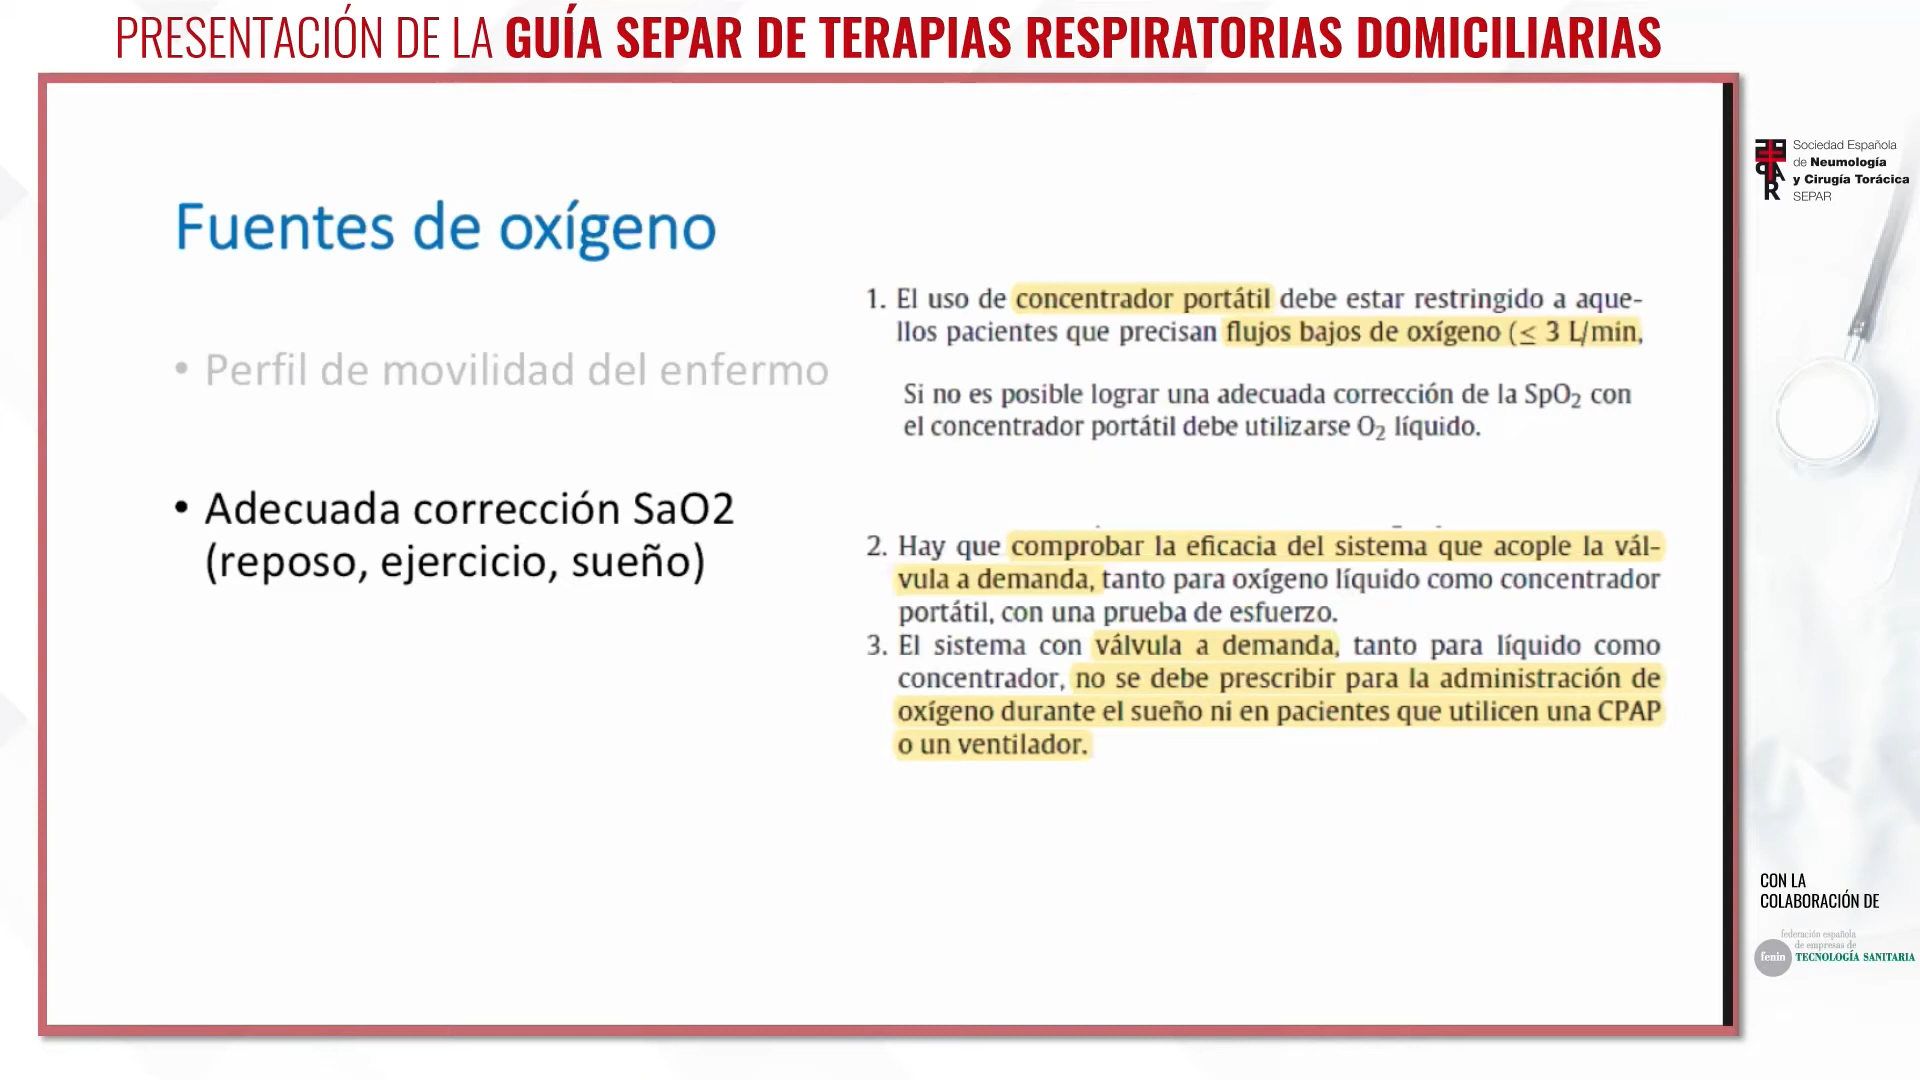 PRESENTACIÓN DE LA GUÍA SEPAR DE TERAPIAS RESPIRATORIAS DOMICILIARIAS
Sociedad Española
de Neumología
y Cirugía Torácica
SEPAR
Fuentes de oxígeno
• Perfil de movilidad del enfermo
• Adecuada corrección SaO2
(reposo, ejercicio, sueño)
1. El uso de concentrador portátil debe estar restringido a aque-
llos pacientes que precisan flujos bajos de oxígeno (≤ 3 L/min,
Si no es posible lograr una adecuada corrección de la SpO₂ con
el concentrador portátil debe utilizarse O₂ líquido.
2. Hay que comprobar la eficacia del sistema que acople la vál-
vula a demanda, tanto para oxígeno líquido como concentrador
portátil, con una prueba de esfuerzo.
3. El sistema con válvula a demanda, tanto para líquido como
concentrador, no se debe prescribir para la administración de
oxígeno durante el sueño ni en pacientes que utilicen una CPAP
o un ventilador.
CON LA
COLABORACIÓN DE
federación española
de empresas de
fenin TECNOLOGÍA SANITARIA